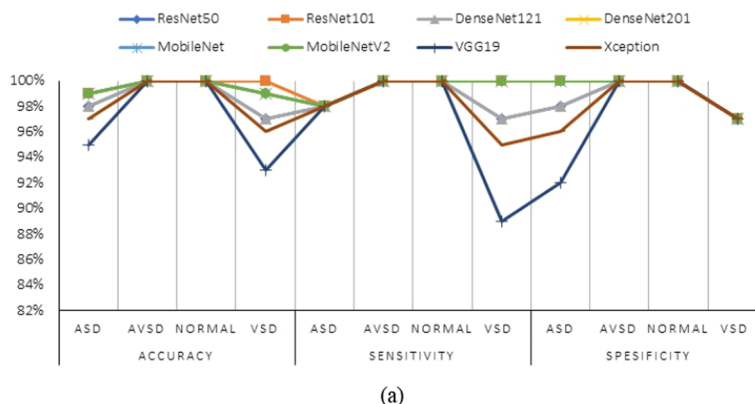 ResNet50 ResNet101 DenseNet121 DenseNet201
MobileNet MobileNetV2 VGG19 Xception
100%
98%
96%
94%
92%
90%
88%
86%
84%
82%
ASD AVSD NORMAL VSD ASD AVSD NORMAL VSD ASD AVSD NORMAL VSD
ACCURACY SENSITIVITY SPESIFICITY
(a)